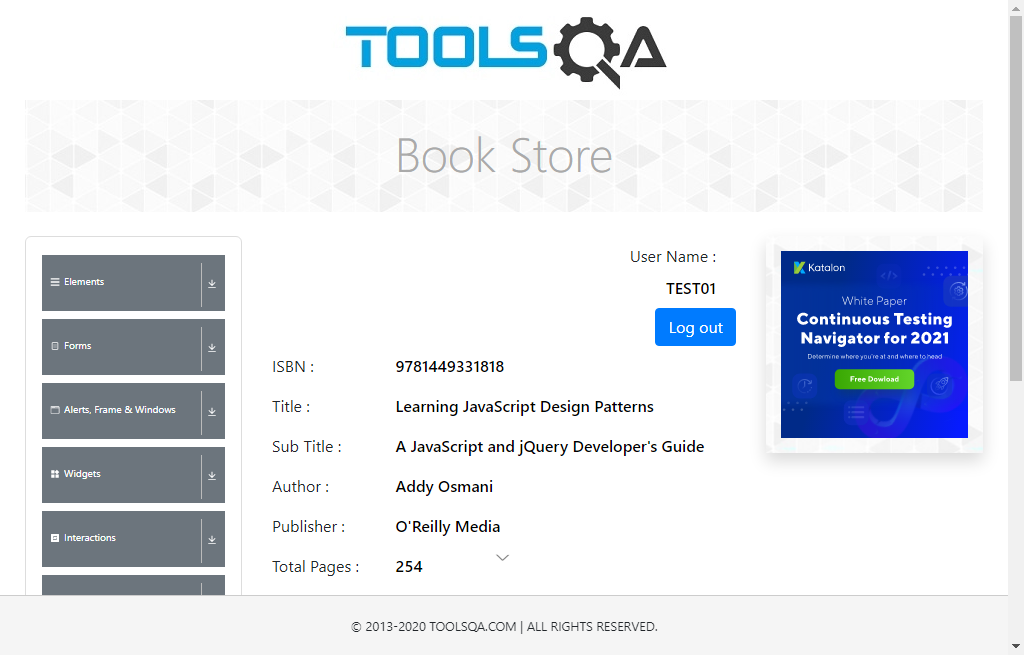 TOOLSQA
Book Store
Elements
Forms
Alerts, Frame & Windows
Widgets
Interactions
User Name :
TEST01
Log out
ISBN : 9781449331818
Title : Learning JavaScript Design Patterns
Sub Title : A JavaScript and jQuery Developer's Guide
Author : Addy Osmani
Publisher : O'Reilly Media
Total Pages : 254
Katalon
White Paper
Continuous Testing
Navigator for 2021
Determine where you're at and where to head
Free Dowload
© 2013-2020 TOOLSQA.COM | ALL RIGHTS RESERVED.